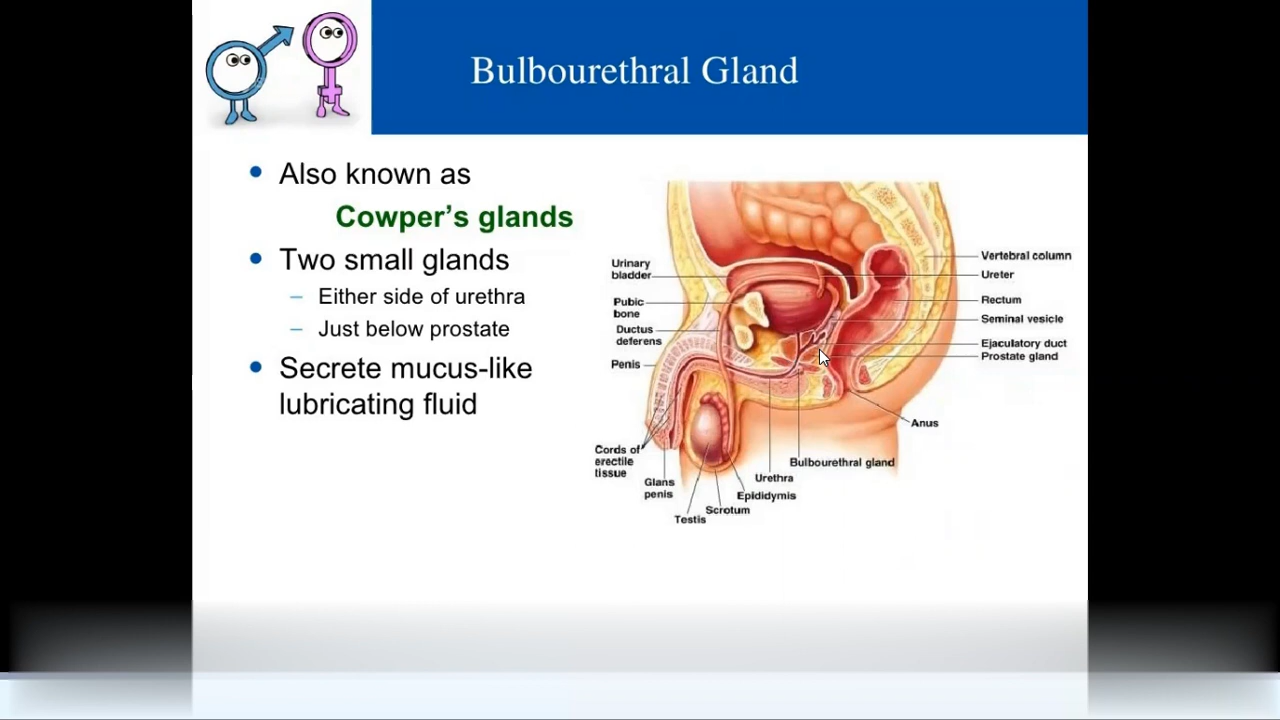 Bulbourethral Gland
• Also known as
Cowper's glands
• Two small glands
– Either side of urethra
– Just below prostate
• Secrete mucus-like
lubricating fluid
Urinary
bladder
Pubic
bone
Ductus
deferens
Penis
Cords of
erectile
tissue
Glans
penis
Testis
Scrotum
Epididymis
Urethra
Bulbourethral gland
Anus
Vertebral column
Ureter
Rectum
Seminal vesicle
Ejaculatory duct
Prostate gland